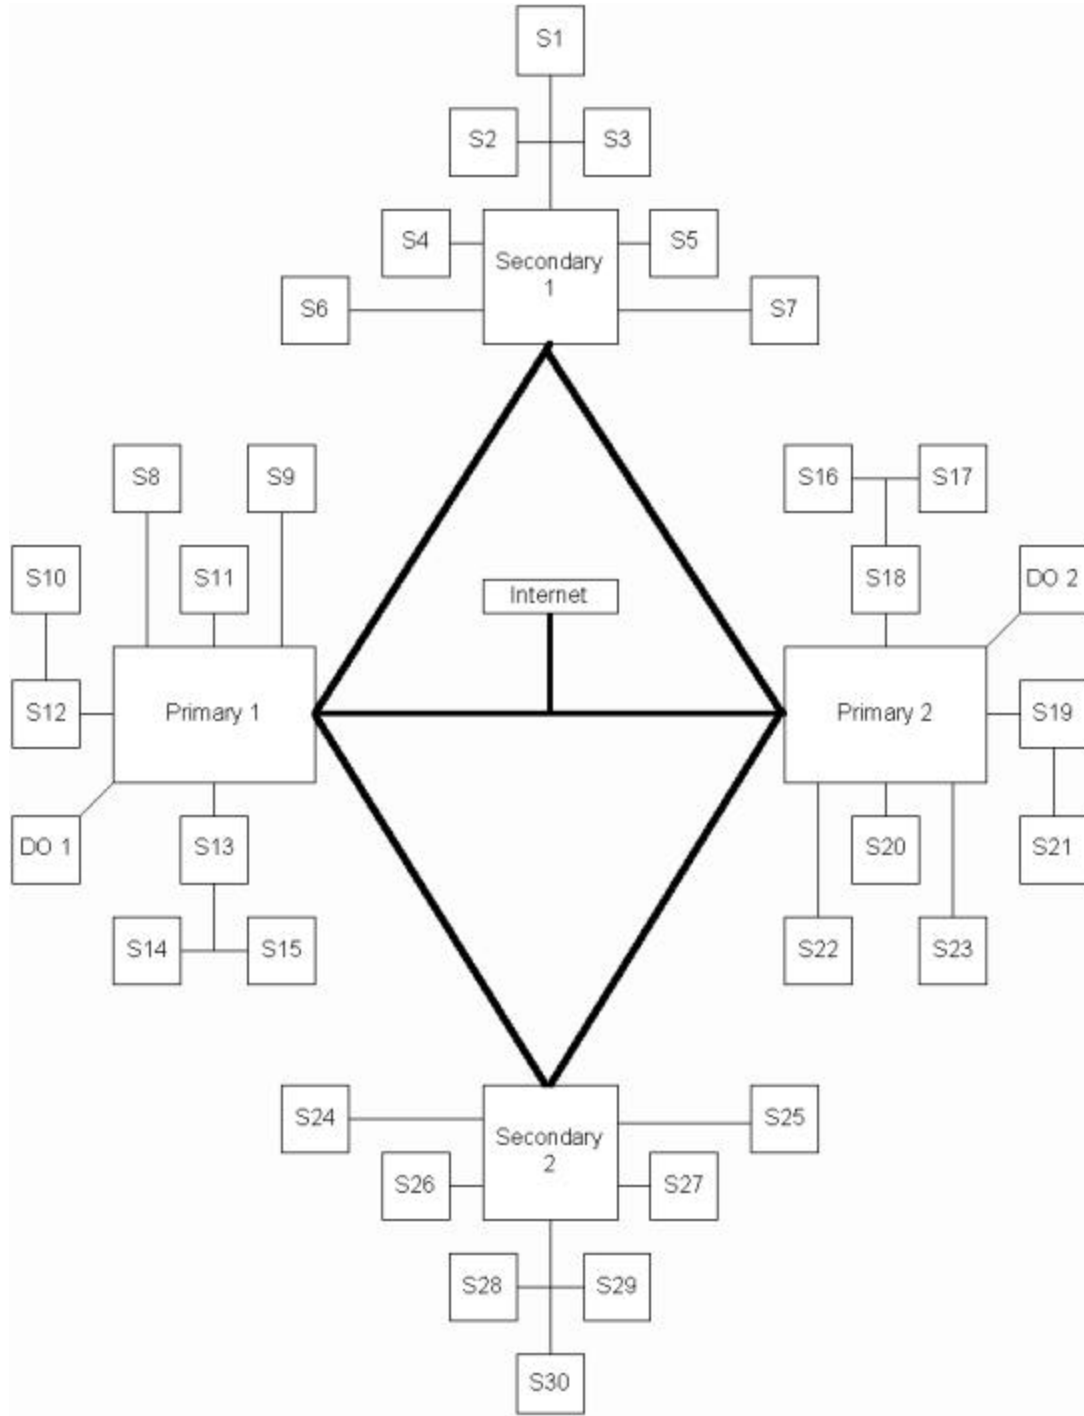 S1
S2
S3
S4
Secondary
1
S5
S6
S7
S8
S9
S16
S17
S10
S11
Internet
S18
DO 2
S12
Primary 1
Primary 2
S19
DO 1
S13
S20
S21
S14
S15
S22
S23
S24
Secondary
2
S25
S26
S27
S28
S29
S30